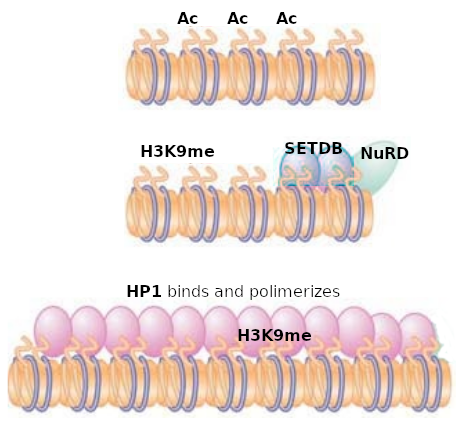 Ac Ac Ac
H3K9me SETDB NuRD
HP1 binds and polimerizes
H3K9me